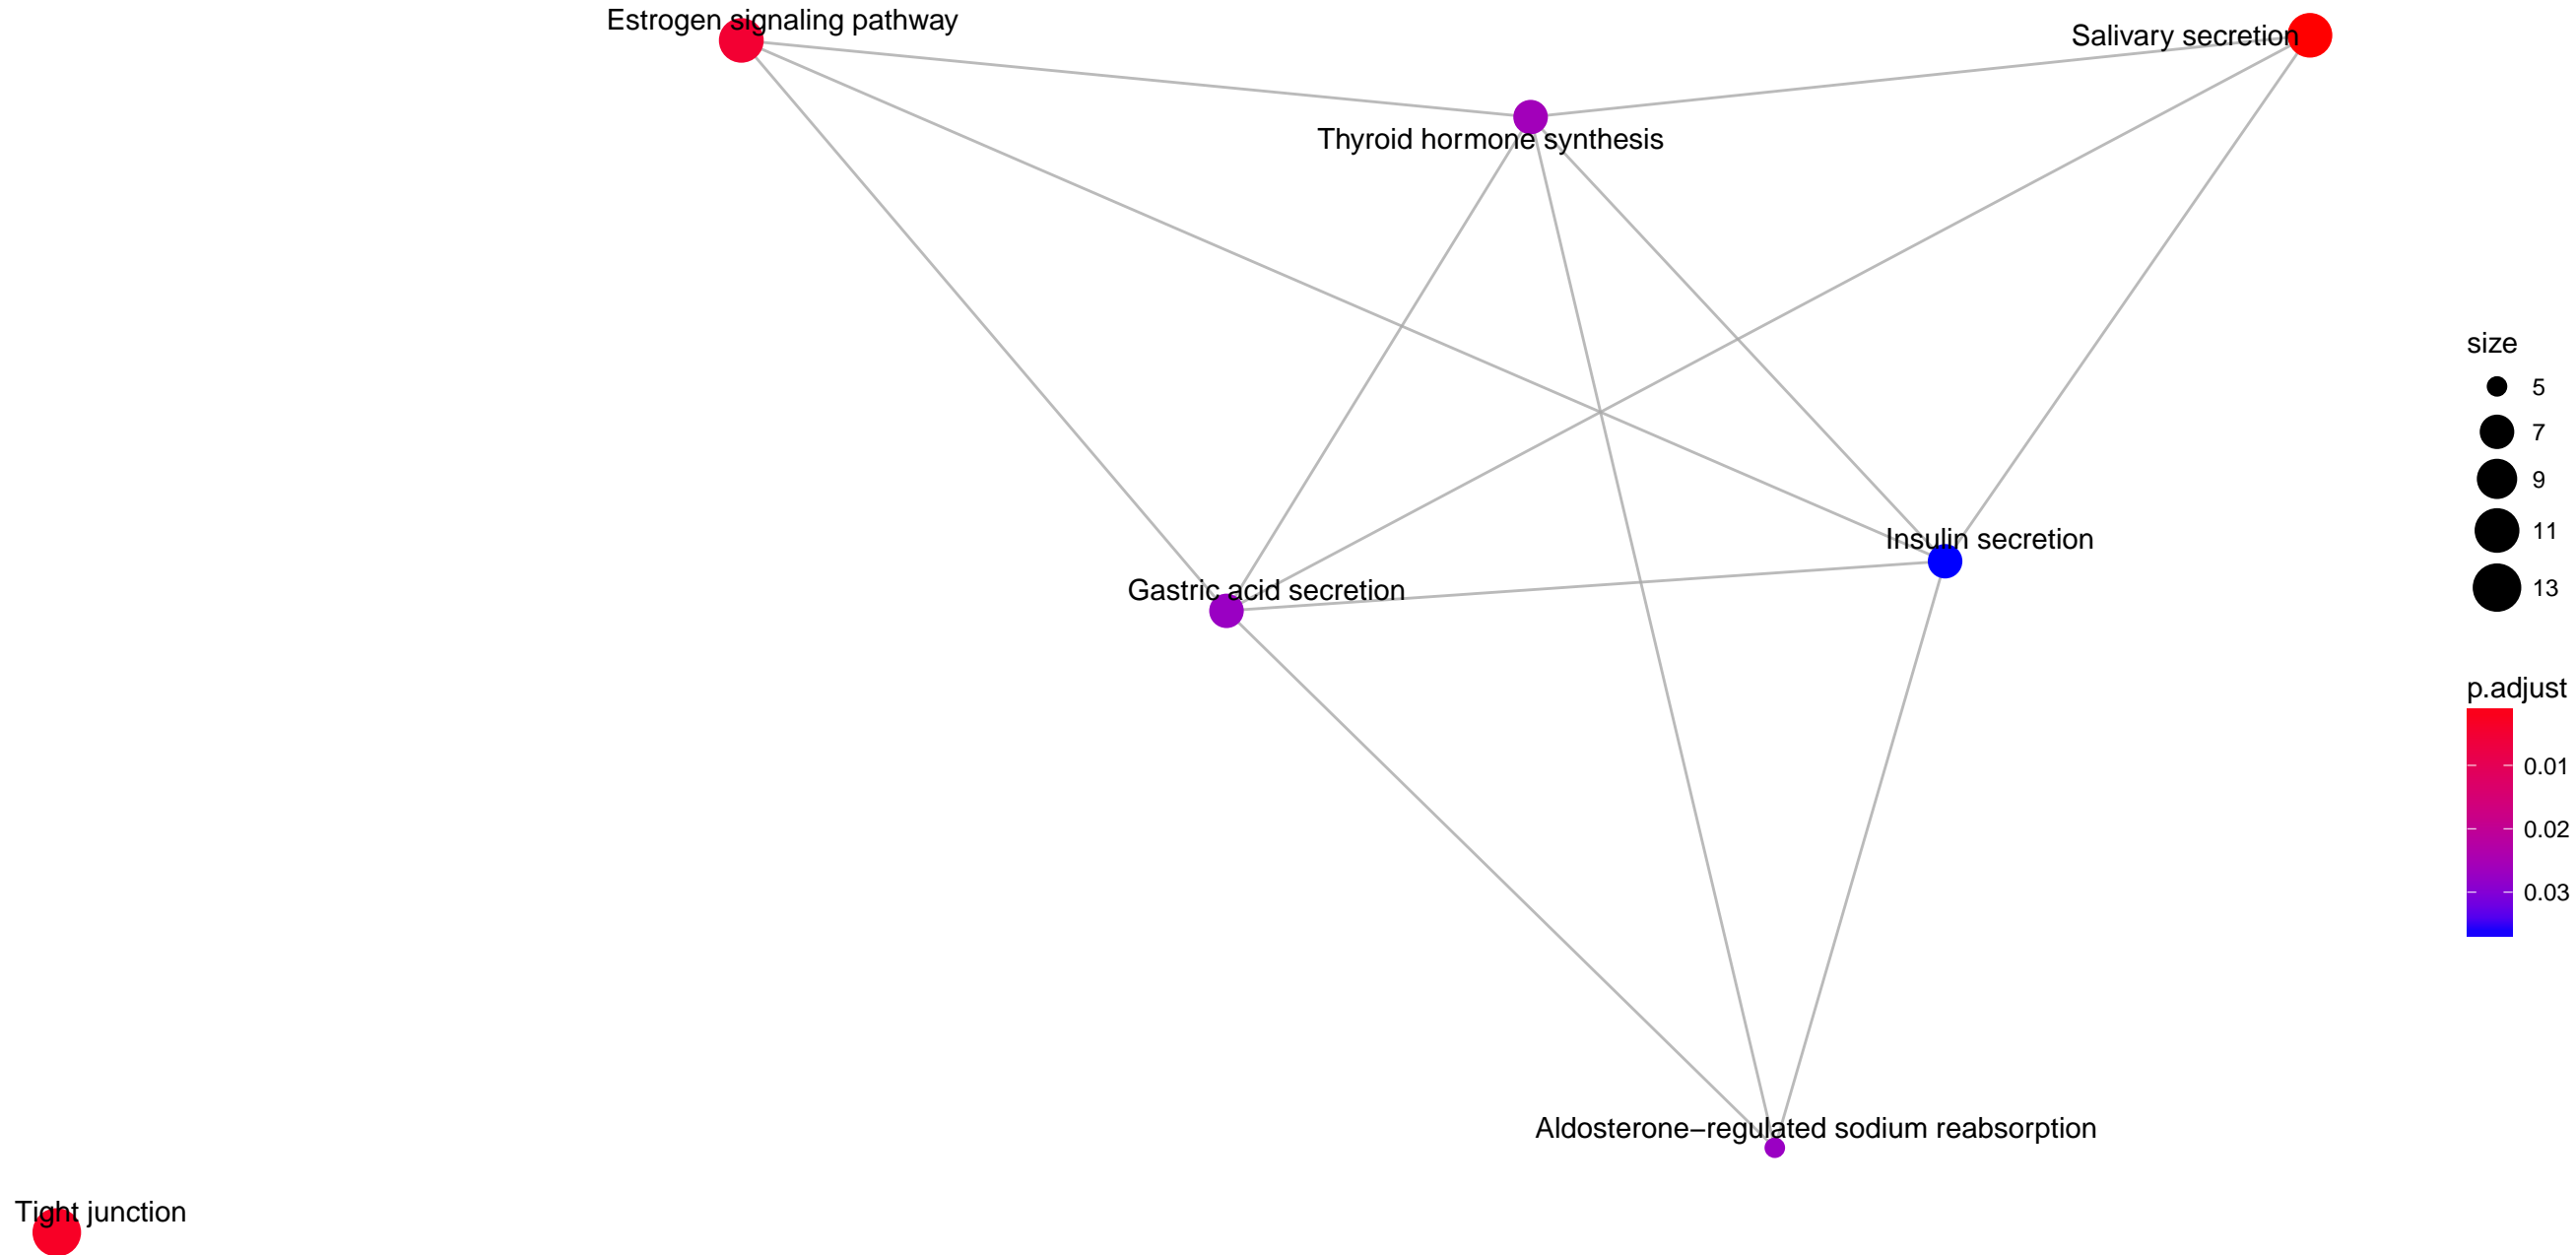 Estrogen signaling pathway
Salivary secretion
Thyroid hormone synthesis
Insulin secretion
Gastric acid secretion
Aldosterone−regulated sodium reabsorption
Tight junction
size
5
7
9
11
13
p.adjust
0.01
0.02
0.03